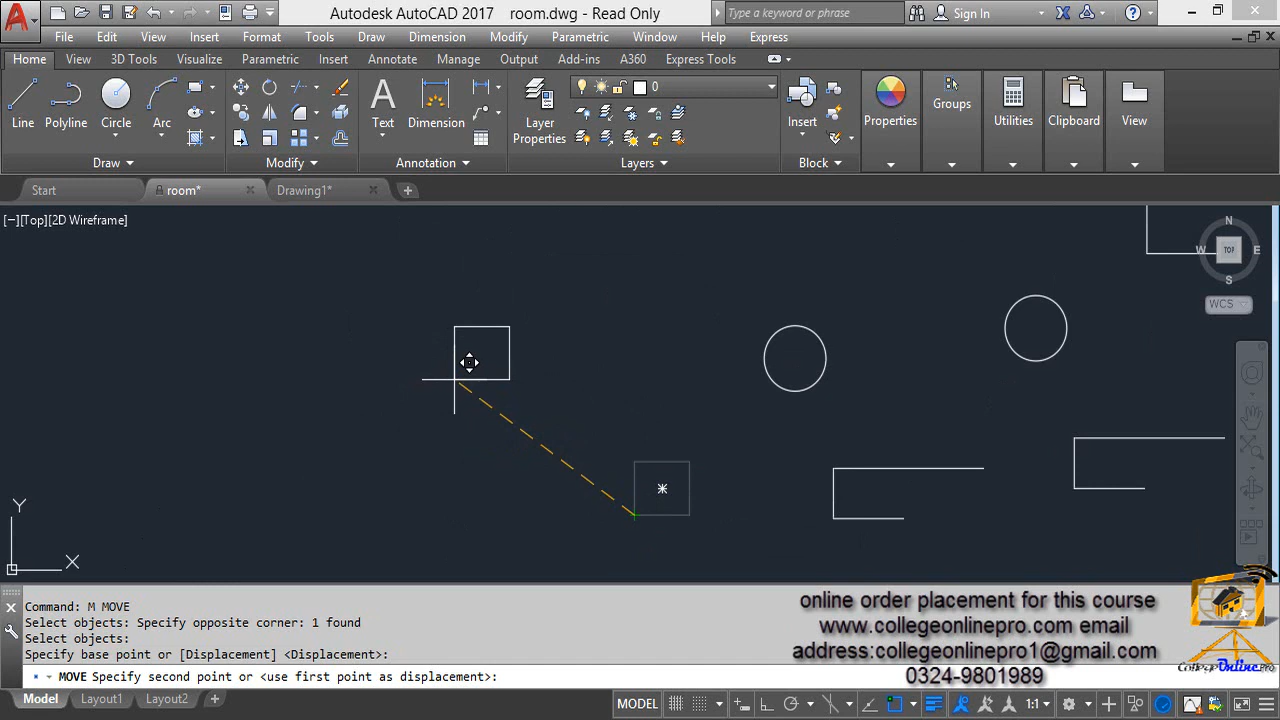 Autodesk AutoCAD 2017 room.dwg - Read Only
Type a keyword or phrase
Sign In
File Edit View Insert Format Tools Draw Dimension Modify Parametric Window Help Express
Home View 3D Tools Visualize Parametric Insert Annotate Manage Output Add-ins A360 Express Tools
0
Line Polyline Circle Arc
Text Dimension
Layer Properties
Insert
Properties
Groups
Utilities
Clipboard
View
Draw Modify Annotation Layers Block
Start room* Drawing1*
[−][Top][2D Wireframe]
N
W TOP E
S
WCS
Y
X
Command: M MOVE
Select objects: Specify opposite corner: 1 found
Select objects:
Specify base point or [Displacement] <Displacement>:
MOVE Specify second point or <use first point as displacement>:
online order placement for this course
www.collegeonlinepro.com email
address:collegeonlinepro1@gmail.com
0324-9801989
College Online Pro
Model Layout1 Layout2
MODEL
1:1